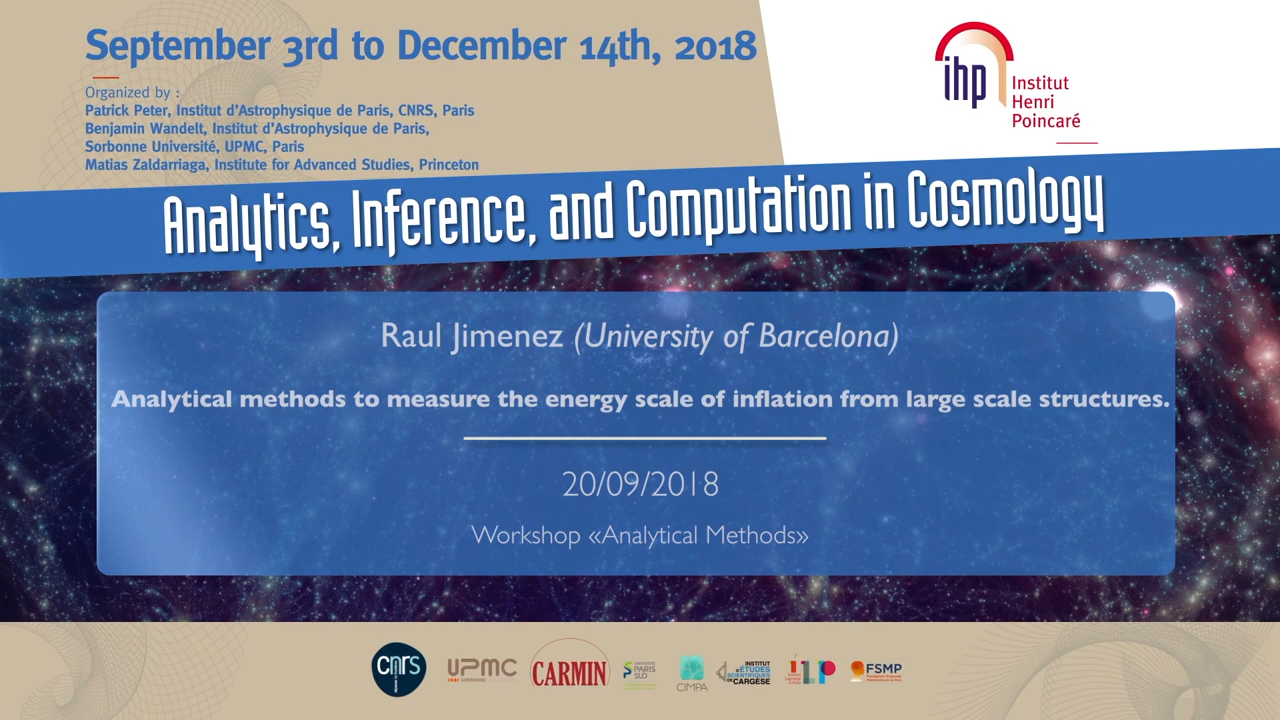 September 3rd to December 14th, 2018
Organized by :
Patrick Peter, Institut d'Astrophysique de Paris, CNRS, Paris
Benjamin Wandelt, Institut d'Astrophysique de Paris,
Sorbonne Université, UPMC, Paris
Matias Zaldarriaga, Institute for Advanced Studies, Princeton
ihp
Institut
Henri
Poincaré
Analytics, Inference, and Computation in Cosmology
Raul Jimenez (University of Barcelona)
Analytical methods to measure the energy scale of inflation from large scale structures.
20/09/2018
Workshop «Analytical Methods»
cnrs
UPMC
SORBONNE
CARMIN
UNIVERSITÉ
PARIS
SUD
CIMPA
INSTITUT
D'ÉTUDES
SCIENTIFIQUES
DE CARGÈSE
ILP
FSMP